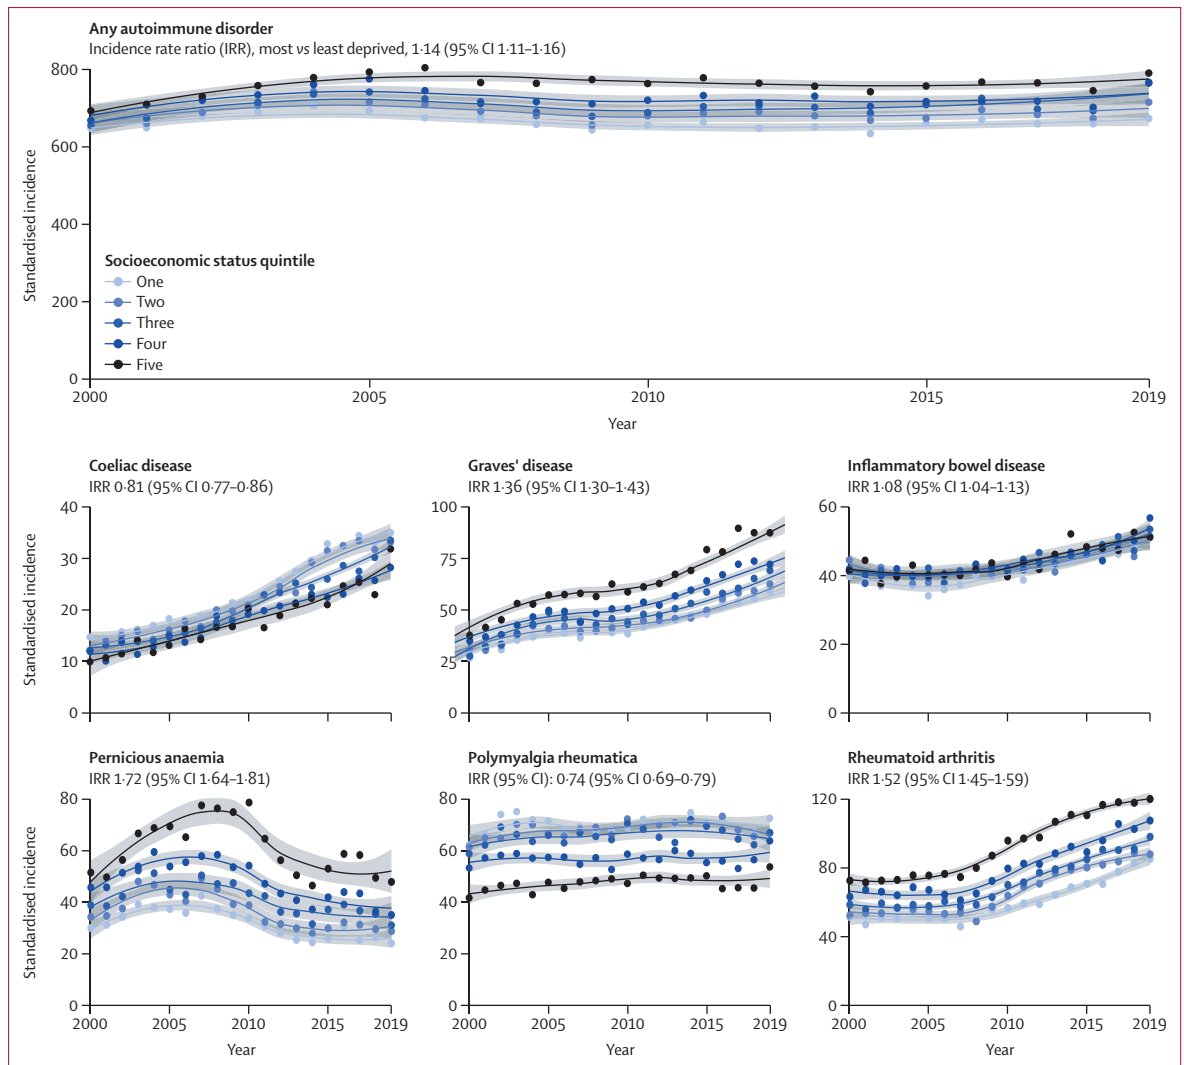 Any autoimmune disorder
Incidence rate ratio (IRR), most vs least deprived, 1·14 (95% CI 1·11–1·16)
800
600
400
200
0
Standardised incidence
Socioeconomic status quintile
One
Two
Three
Four
Five
2000 2005 2010 2015 2019
Year
Coeliac disease
IRR 0·81 (95% CI 0·77–0·86)
40
30
20
10
0
Standardised incidence
Graves' disease
IRR 1·36 (95% CI 1·30–1·43)
100
75
50
25
0
Inflammatory bowel disease
IRR 1·08 (95% CI 1·04–1·13)
60
40
20
0
Pernicious anaemia
IRR 1·72 (95% CI 1·64–1·81)
80
60
40
20
0
Standardised incidence
2000 2005 2010 2015 2019
Year
Polymyalgia rheumatica
IRR (95% CI): 0·74 (95% CI 0·69–0·79)
80
60
40
20
0
2000 2005 2010 2015 2019
Year
Rheumatoid arthritis
IRR 1·52 (95% CI 1·45–1·59)
120
80
40
0
2000 2005 2010 2015 2019
Year